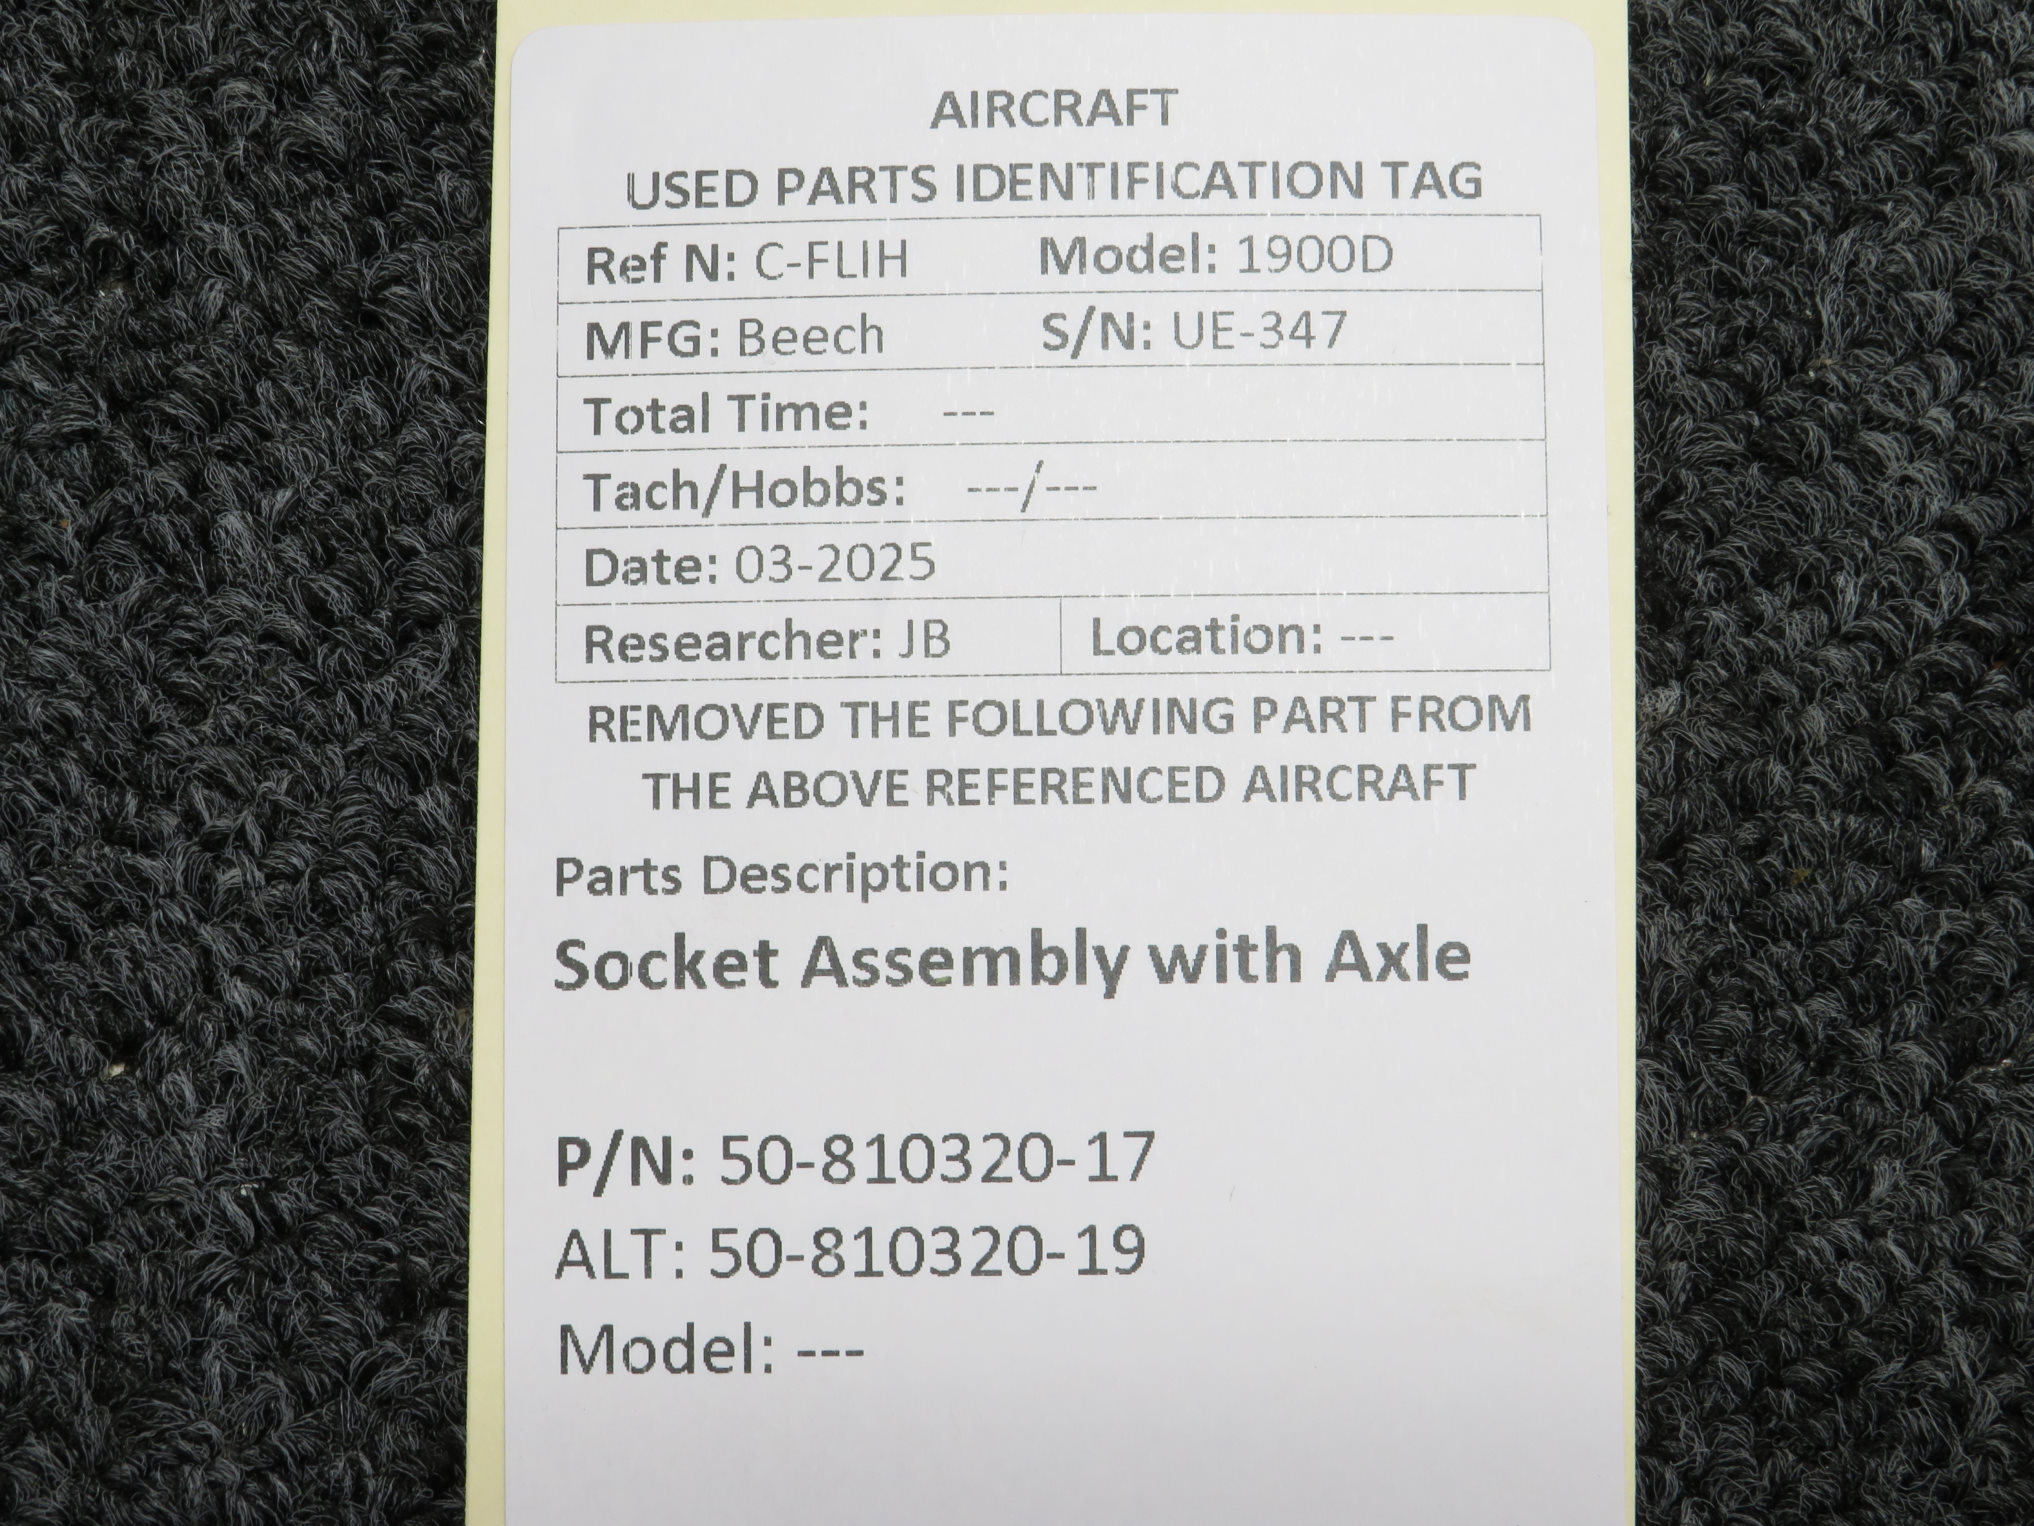 AIRCRAFT
USED PARTS IDENTIFICATION TAG
Ref N: C-FLIH Model: 1900D
MFG: Beech S/N: UE-347
Total Time: ---
Tach/Hobbs: ---/---
Date: 03-2025
Researcher: JB Location: ---
REMOVED THE FOLLOWING PART FROM
THE ABOVE REFERENCED AIRCRAFT
Parts Description:
Socket Assembly with Axle
P/N: 50-810320-17
ALT: 50-810320-19
Model: ---